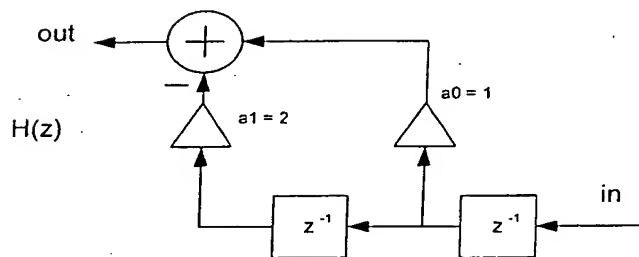 out
+
−
a0 = 1
a1 = 2
H(z)
in
z⁻¹
z⁻¹